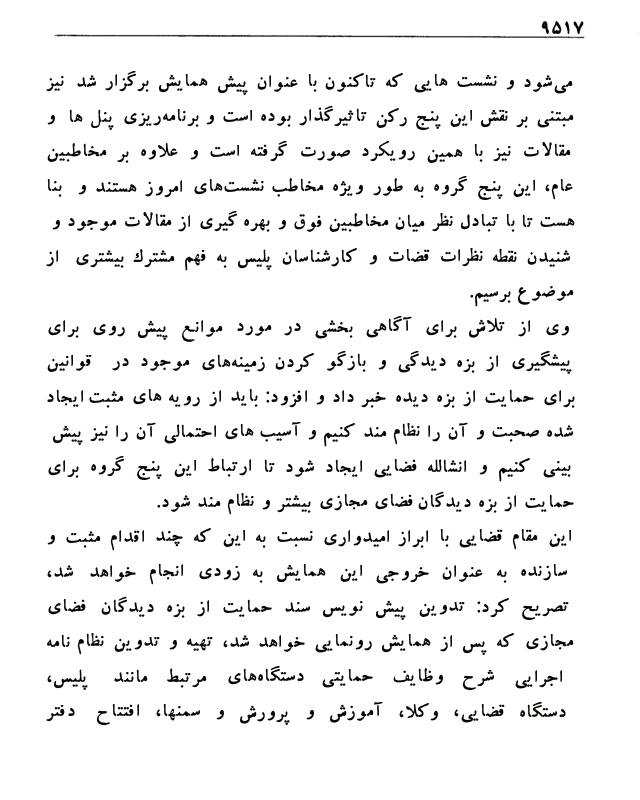 ۹۵۱۷
می‌شود و نشست هایی که تاکنون با عنوان پیش همایش برگزار شد نیز
مبتنی بر نقش این پنج رکن تاثیرگذار بوده است و برنامه‌ریزی پنل ها و
مقالات نیز با همین رویکرد صورت گرفته است و علاوه بر مخاطبین
عام، این پنج گروه به طور ویژه مخاطب نشست‌های امروز هستند و بنا
هست تا با تبادل نظر میان مخاطبین فوق و بهره گیری از مقالات موجود و
شنیدن نقطه نظرات قضات و کارشناسان پلیس به فهم مشترك بیشتری از
موضوع برسیم.
وی از تلاش برای آگاهی بخشی در مورد موانع پیش روی برای
پیشگیری از بزه دیدگی و بازگو کردن زمینه‌های موجود در قوانین
برای حمایت از بزه دیده خبر داد و افزود: باید از رویه های مثبت ایجاد
شده صحبت و آن را نظام مند کنیم و آسیب های احتمالی آن را نیز پیش
بینی کنیم و انشالله فضایی ایجاد شود تا ارتباط این پنج گروه برای
حمایت از بزه دیدگان فضای مجازی بیشتر و نظام مند شود.
این مقام قضایی با ابراز امیدواری نسبت به این که چند اقدام مثبت و
سازنده به عنوان خروجی این همایش به زودی انجام خواهد شد،
تصریح کرد: تدوین پیش نویس سند حمایت از بزه دیدگان فضای
مجازی که پس از همایش رونمایی خواهد شد، تهیه و تدوین نظام نامه
اجرایی شرح وظایف حمایتی دستگاه‌های مرتبط مانند پلیس،
دستگاه قضایی، وکلا، آموزش و پرورش و سمنها، افتتاح دفتر